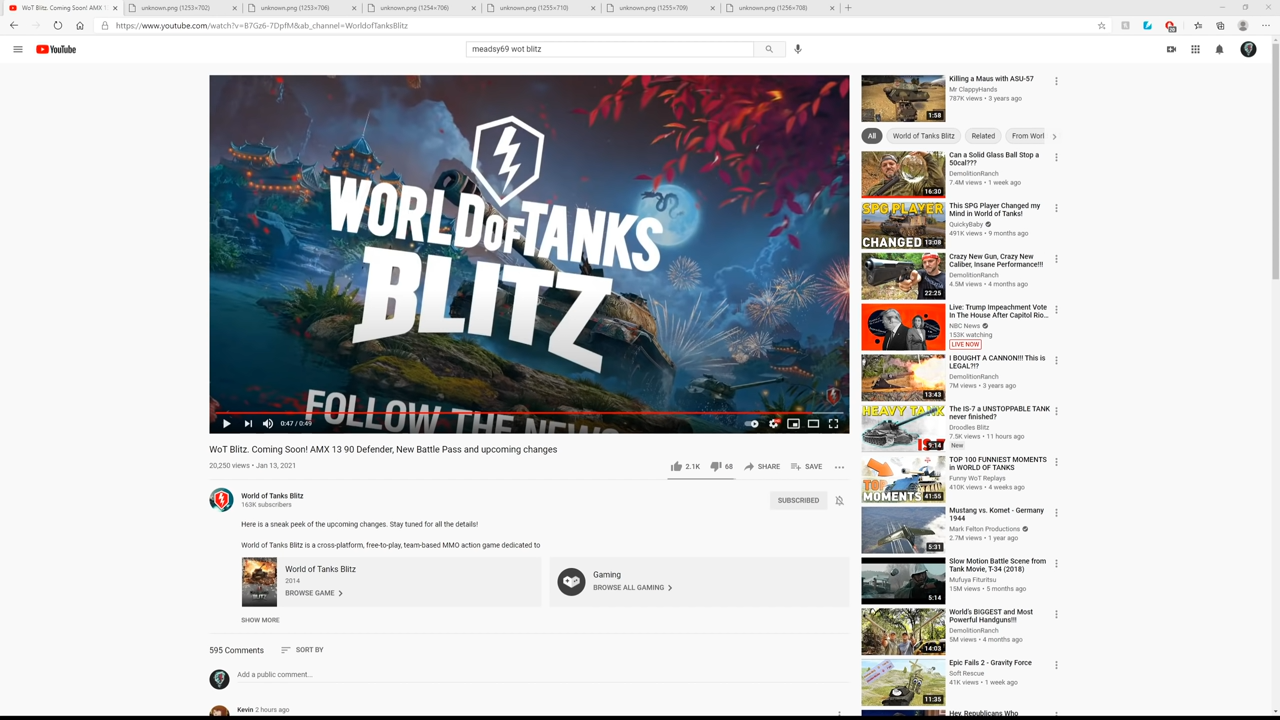 WoT Blitz. Coming Soon! AMX 1
unknown.png (1253×702)
unknown.png (1253×706)
unknown.png (1254×706)
unknown.png (1255×710)
unknown.png (1255×709)
unknown.png (1256×708)
https://www.youtube.com/watch?v=B7Gz6-7DpfM&ab_channel=WorldofTanksBlitz
YouTube
meadsy69 wot blitz
WORLD OF TANKS
BLITZ
FOLLOW THE
0:47 / 0:49
WoT Blitz. Coming Soon! AMX 13 90 Defender, New Battle Pass and upcoming changes
20,250 views • Jan 13, 2021
2.1K
68
SHARE
SAVE
World of Tanks Blitz
163K subscribers
SUBSCRIBED
Here is a sneak peek of the upcoming changes. Stay tuned for all the details!
World of Tanks Blitz is a cross-platform, free-to-play, team-based MMO action game dedicated to
World of Tanks Blitz
2014
BROWSE GAME
Gaming
BROWSE ALL GAMING
SHOW MORE
595 Comments
SORT BY
Add a public comment...
Kevin 2 hours ago
Killing a Maus with ASU-57
Mr ClappyHands
787K views • 3 years ago
1:58
All
World of Tanks Blitz
Related
From Worl
Can a Solid Glass Ball Stop a
50cal???
DemolitionRanch
7.4M views • 1 week ago
16:30
This SPG Player Changed my
Mind in World of Tanks!
QuickyBaby
491K views • 9 months ago
SPG PLAYER
CHANGED
13:08
Crazy New Gun, Crazy New
Caliber, Insane Performance!!!
DemolitionRanch
4.5M views • 4 months ago
22:25
Live: Trump Impeachment Vote
In The House After Capitol Rio...
NBC News
153K watching
LIVE NOW
I BOUGHT A CANNON!!! This is
LEGAL?!?
DemolitionRanch
7M views • 3 years ago
13:43
The IS-7 a UNSTOPPABLE TANK
never finished?
Droodles Blitz
7.5K views • 11 hours ago
New
HEAVY TANK
9:14
TOP 100 FUNNIEST MOMENTS
in WORLD OF TANKS
Funny WoT Replays
410K views • 4 weeks ago
TOP
MOMENTS
41:55
Mustang vs. Komet - Germany
1944
Mark Felton Productions
2.7M views • 1 year ago
5:31
Slow Motion Battle Scene from
Tank Movie, T-34 (2018)
Mufuya Fituritsu
15M views • 5 months ago
5:14
World's BIGGEST and Most
Powerful Handguns!!!
DemolitionRanch
5M views • 4 months ago
14:03
Epic Fails 2 - Gravity Force
Soft Rescue
41K views • 1 week ago
11:35
Hey, Republicans Who